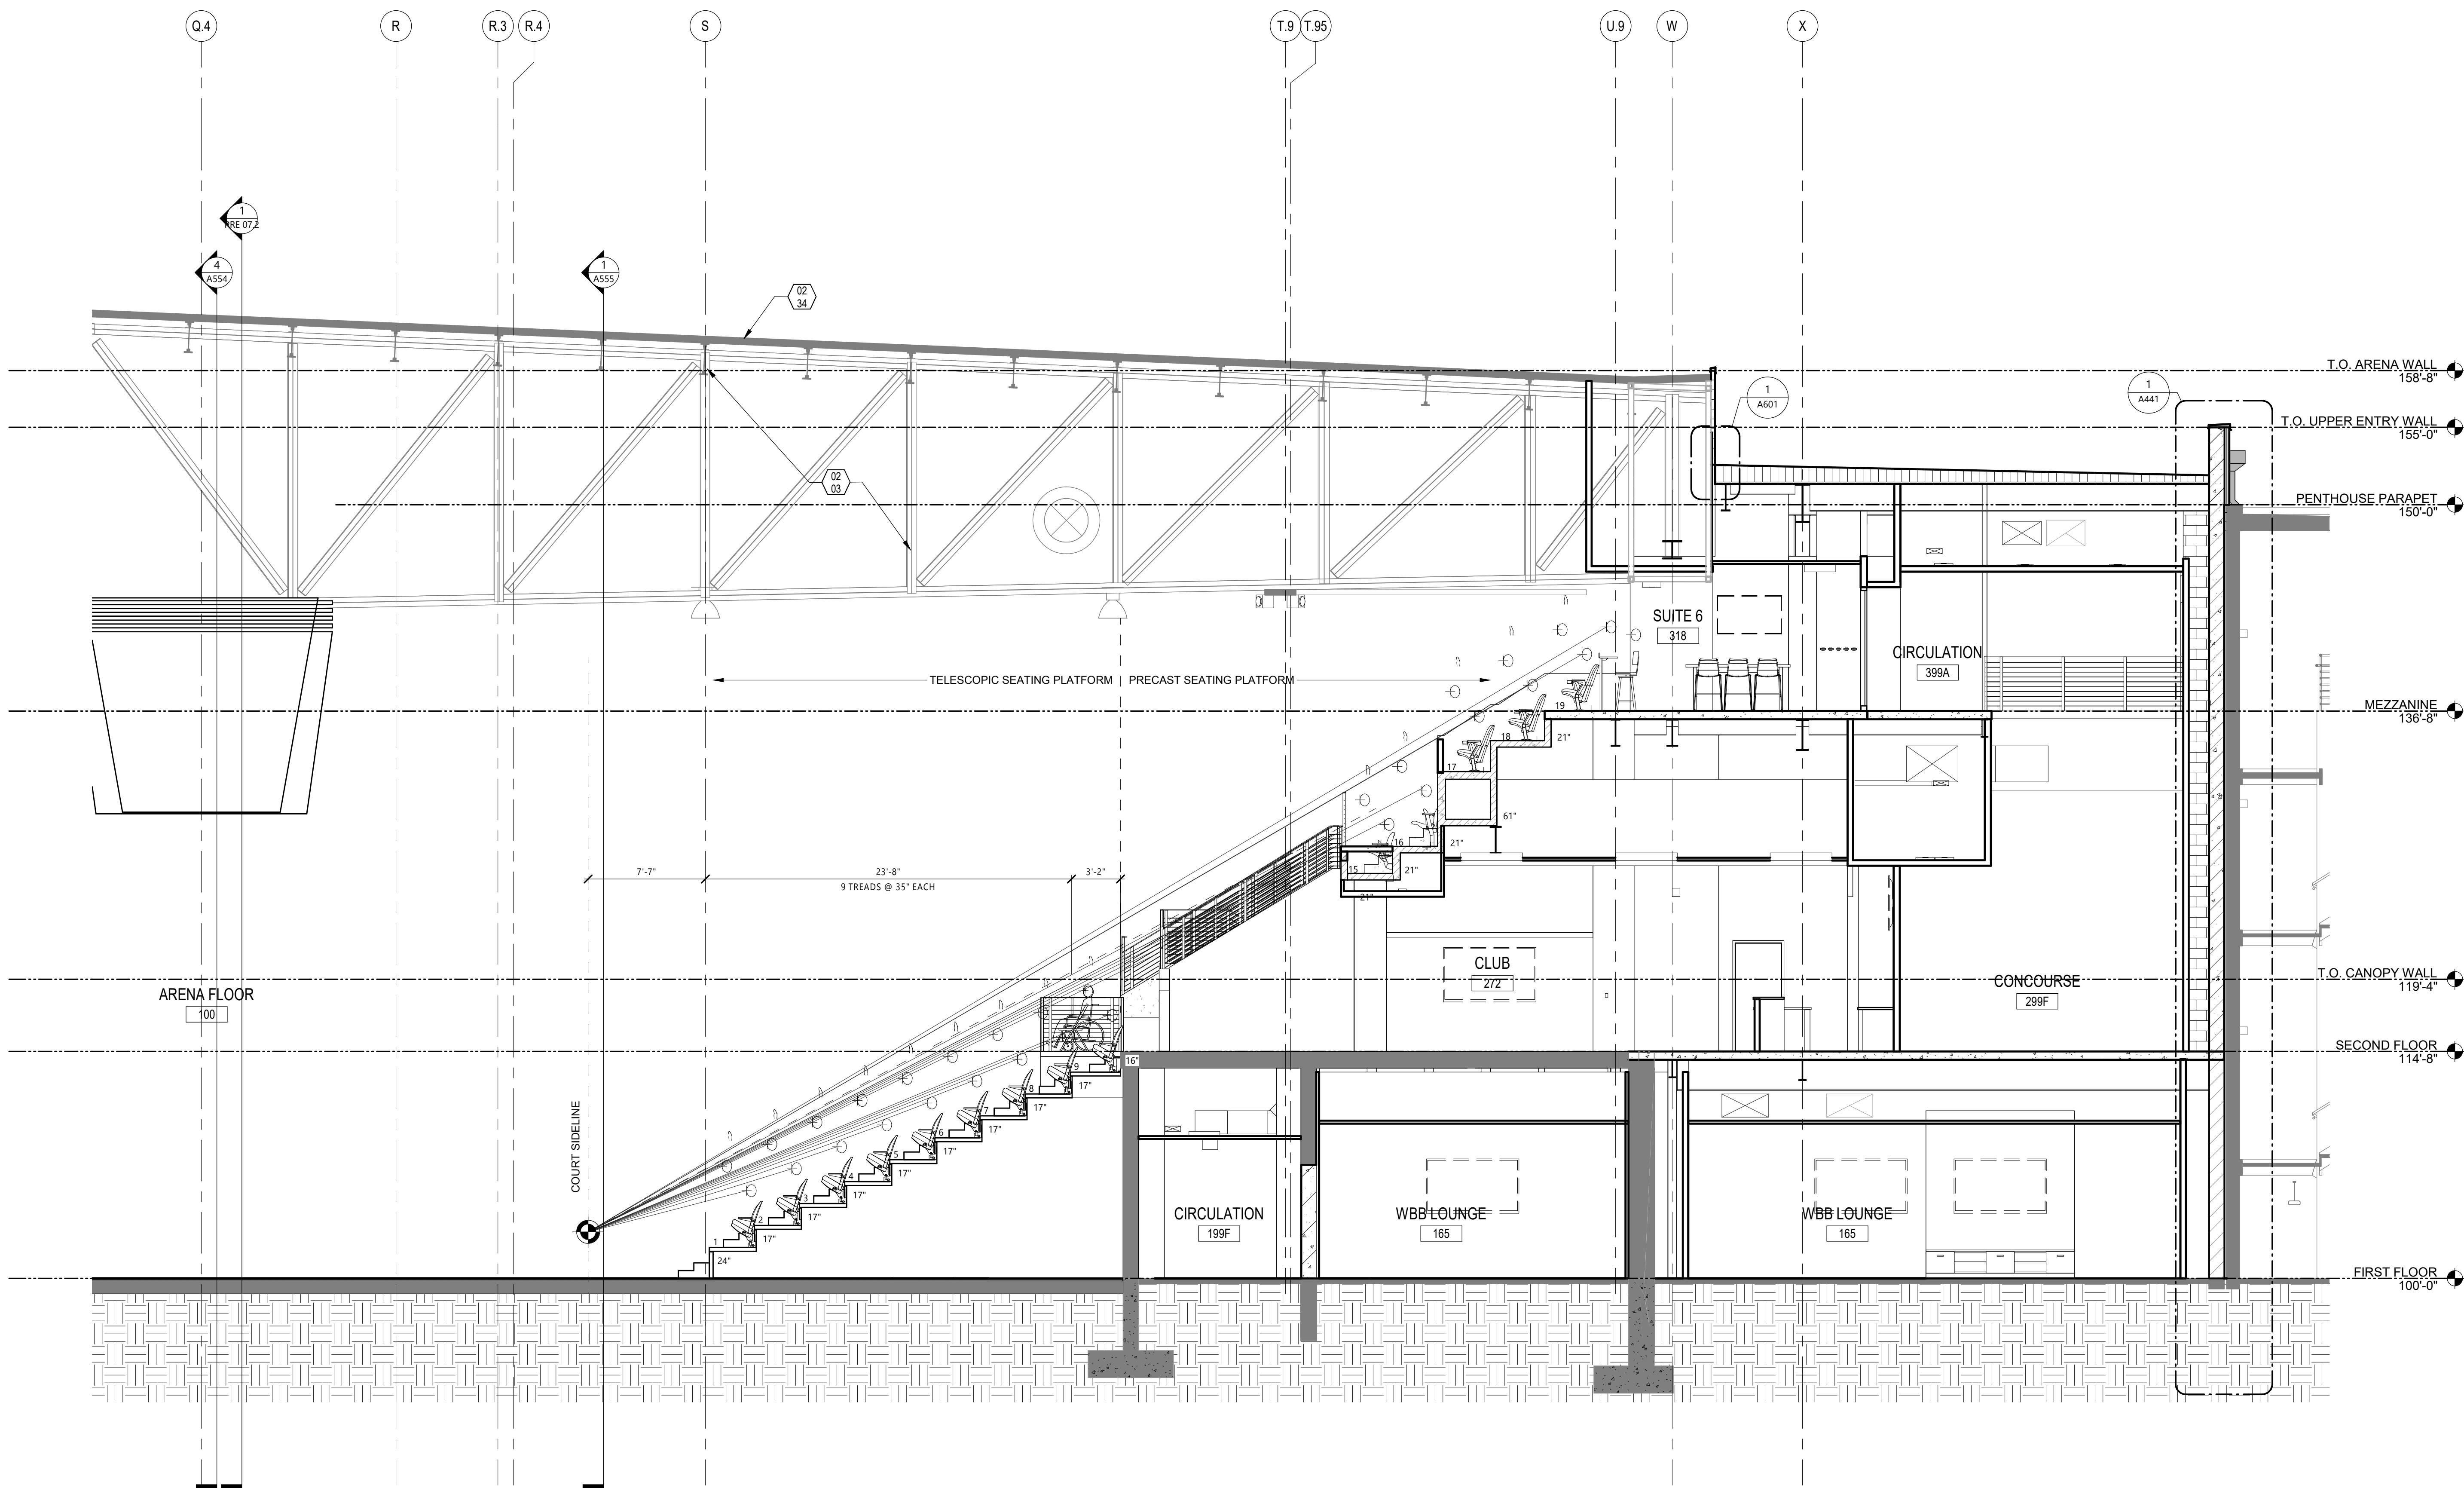 Q.4
R
R.3
R.4
S
T.9
T.95
U.9
W
X
1
PRE 07.2
4
A554
1
A555
02
34
T.O. ARENA WALL
158'-8"
1
A601
1
A441
T.O. UPPER ENTRY WALL
155'-0"
02
03
PENTHOUSE PARAPET
150'-0"
SUITE 6
318
CIRCULATION
399A
TELESCOPIC SEATING PLATFORM
PRECAST SEATING PLATFORM
MEZZANINE
136'-8"
19
18
21"
17
61"
16
21"
15
21"
21"
7'-7"
23'-8"
3'-2"
9 TREADS @ 35" EACH
CLUB
272
T.O. CANOPY WALL
119'-4"
ARENA FLOOR
100
CONCOURSE
299F
SECOND FLOOR
114'-8"
16"
9
17"
8
17"
7
17"
6
17"
5
17"
4
17"
3
17"
2
17"
1
24"
COURT SIDELINE
CIRCULATION
199F
WBB LOUNGE
165
WBB LOUNGE
165
FIRST FLOOR
100'-0"